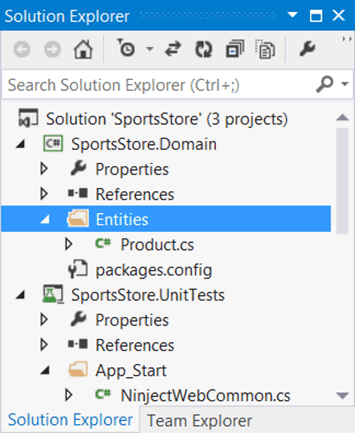 Solution Explorer
Search Solution Explorer (Ctrl+;)
Solution 'SportsStore' (3 projects)
C# SportsStore.Domain
Properties
References
Entities
C# Product.cs
packages.config
SportsStore.UnitTests
Properties
References
App_Start
C# NinjectWebCommon.cs
Solution Explorer Team Explorer